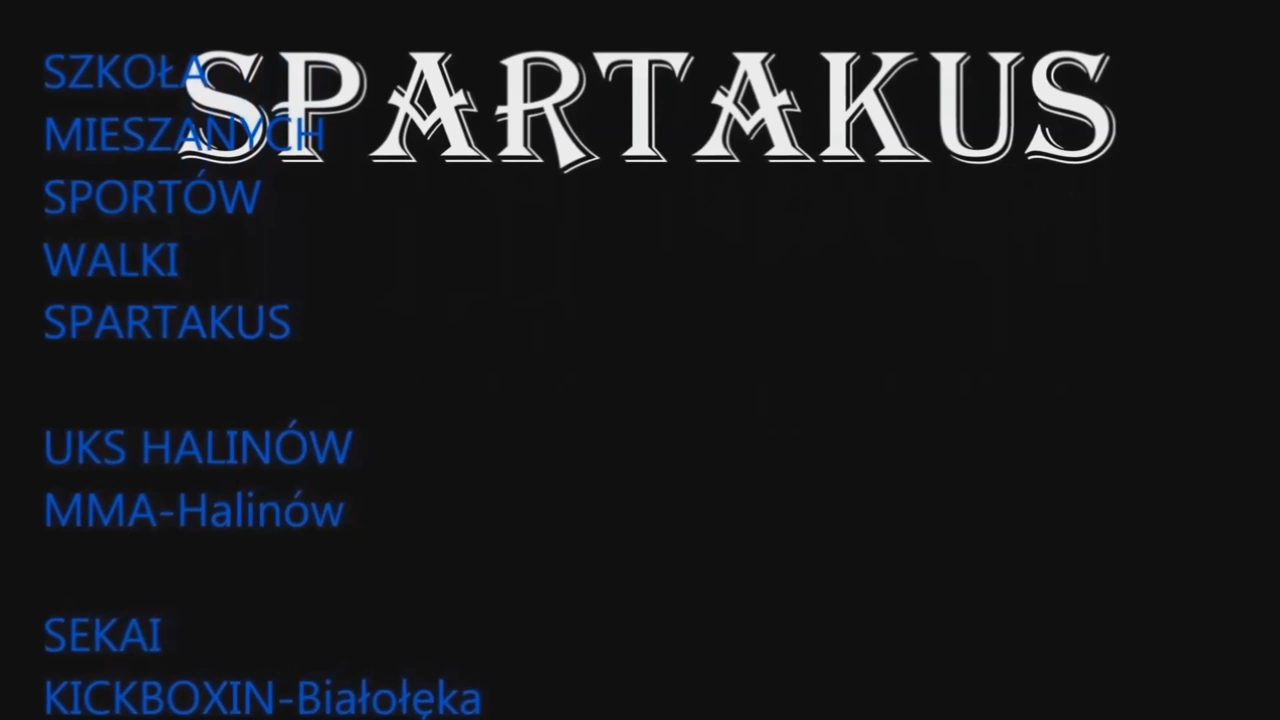 SPARTAKUS
SZKOŁA
MIESZANYCH
SPORTÓW
WALKI
SPARTAKUS
UKS HALINÓW
MMA-Halinów
SEKAI
KICKBOXIN-Białołęka